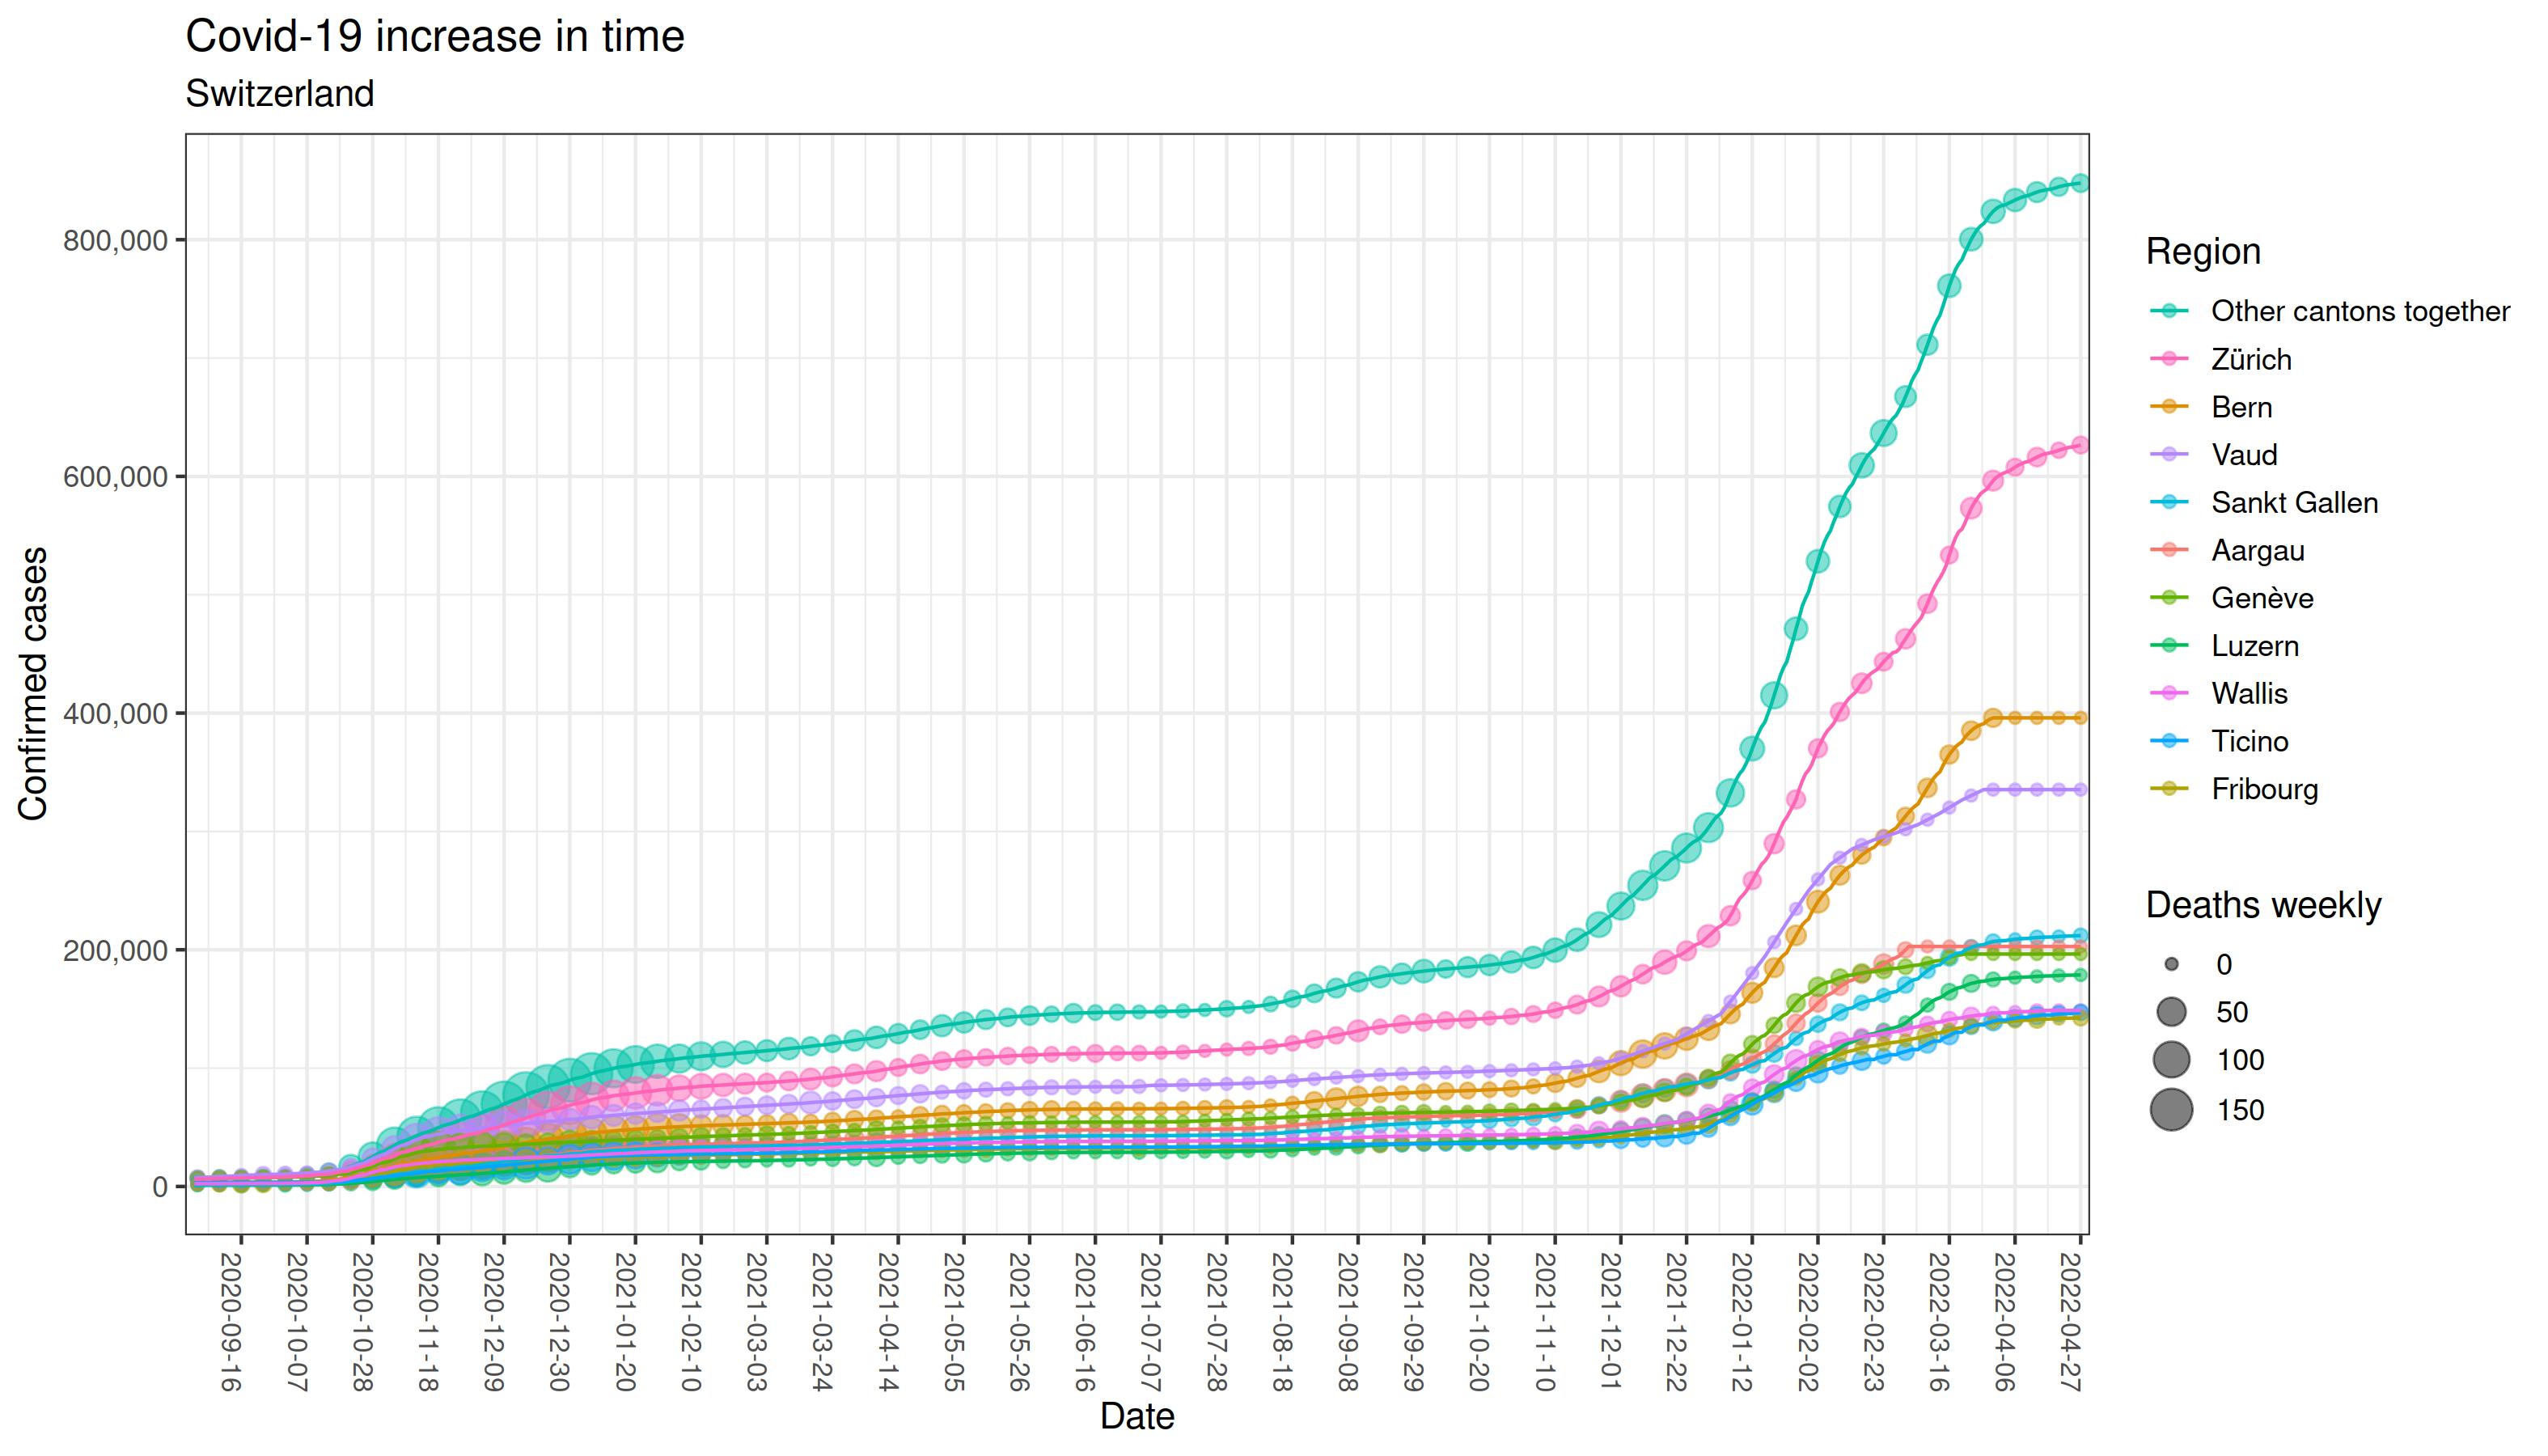 Covid-19 increase in time
Switzerland
Confirmed cases
800,000
600,000
400,000
200,000
0
2020-09-16
2020-10-07
2020-10-28
2020-11-18
2020-12-09
2020-12-30
2021-01-20
2021-02-10
2021-03-03
2021-03-24
2021-04-14
2021-05-05
2021-05-26
2021-06-16
2021-07-07
2021-07-28
2021-08-18
2021-09-08
2021-09-29
2021-10-20
2021-11-10
2021-12-01
2021-12-22
2022-01-12
2022-02-02
2022-02-23
2022-03-16
2022-04-06
2022-04-27
Date
Region
Other cantons together
Zürich
Bern
Vaud
Sankt Gallen
Aargau
Genève
Luzern
Wallis
Ticino
Fribourg
Deaths weekly
0
50
100
150